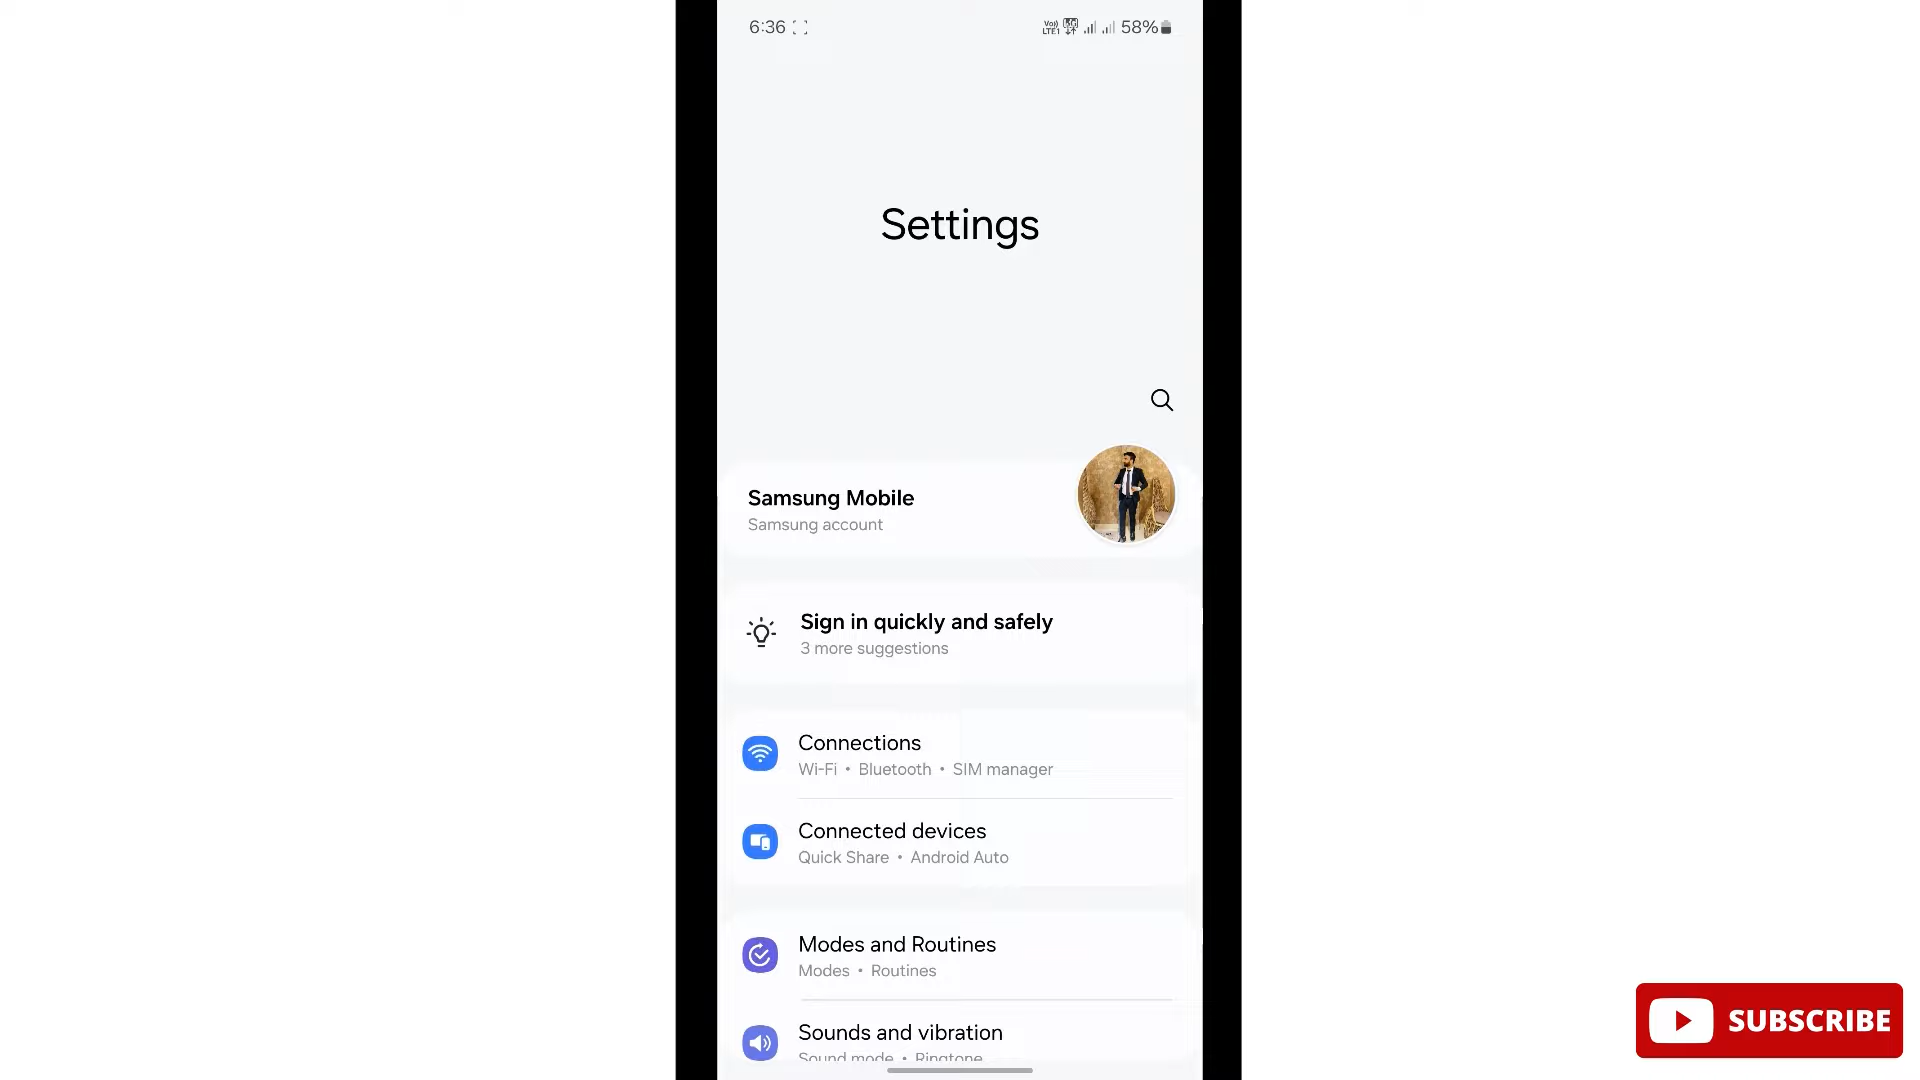 6:36 58%
Settings
Samsung Mobile
Samsung account
Sign in quickly and safely
3 more suggestions
Connections
Wi-Fi • Bluetooth • SIM manager
Connected devices
Quick Share • Android Auto
Modes and Routines
Modes • Routines
Sounds and vibration
Sound mode • Ringtone
SUBSCRIBE